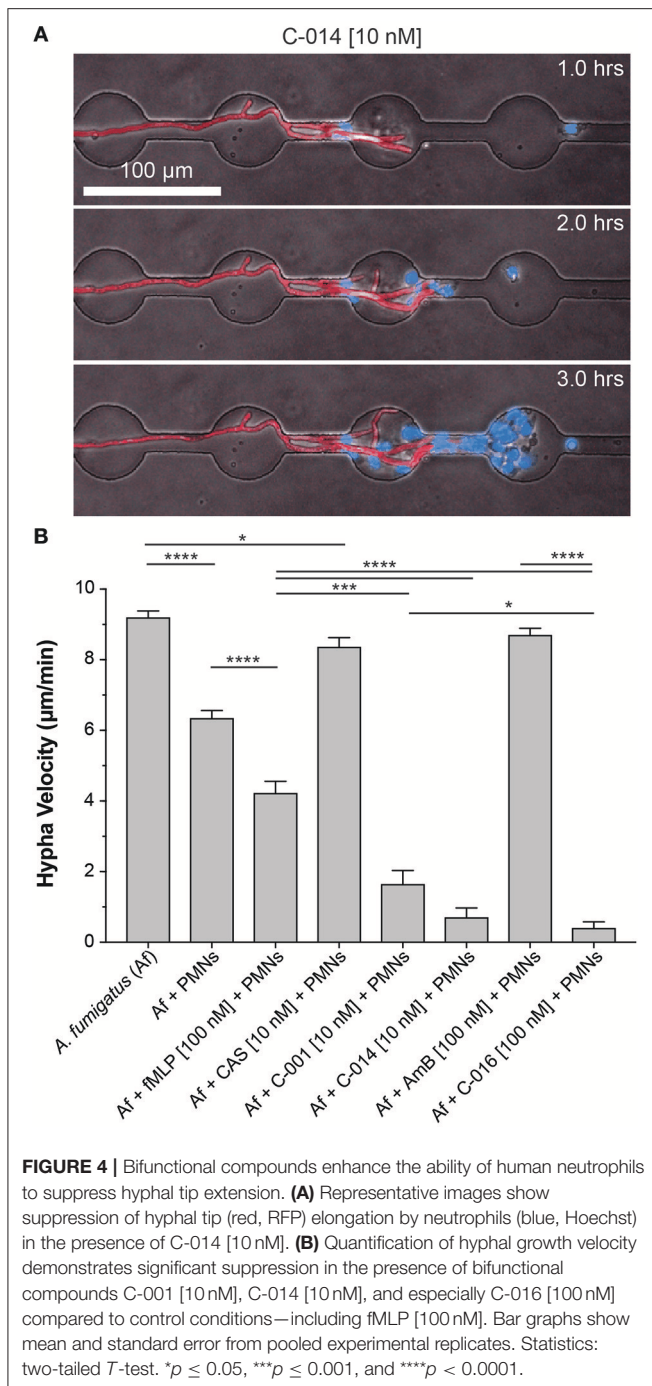 A
C-014 [10 nM]
1.0 hrs
100 µm
2.0 hrs
3.0 hrs
B
*
****
****
****
***
*
****
10
8
6
4
2
0
Hypha Velocity (µm/min)
A. fumigatus (Af)
Af + PMNs
Af + fMLP [100 nM] + PMNs
Af + CAS [10 nM] + PMNs
Af + C-001 [10 nM] + PMNs
Af + C-014 [10 nM] + PMNs
Af + AmB [100 nM] + PMNs
Af + C-016 [100 nM] + PMNs
FIGURE 4 | Bifunctional compounds enhance the ability of human neutrophils
to suppress hyphal tip extension. (A) Representative images show
suppression of hyphal tip (red, RFP) elongation by neutrophils (blue, Hoechst)
in the presence of C-014 [10 nM]. (B) Quantification of hyphal growth velocity
demonstrates significant suppression in the presence of bifunctional
compounds C-001 [10 nM], C-014 [10 nM], and especially C-016 [100 nM]
compared to control conditions—including fMLP [100 nM]. Bar graphs show
mean and standard error from pooled experimental replicates. Statistics:
two-tailed T-test. *p ≤ 0.05, ***p ≤ 0.001, and ****p < 0.0001.